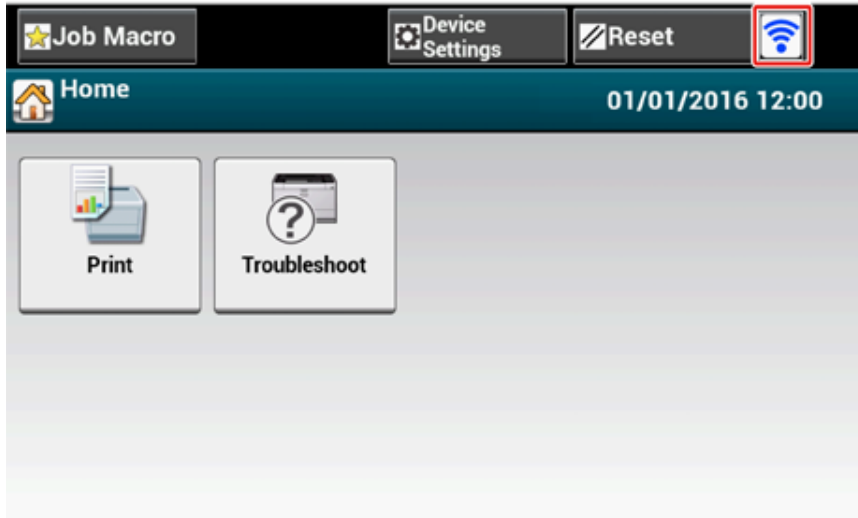 Job Macro
Device
Settings
Reset
Home
01/01/2016 12:00
Print
Troubleshoot